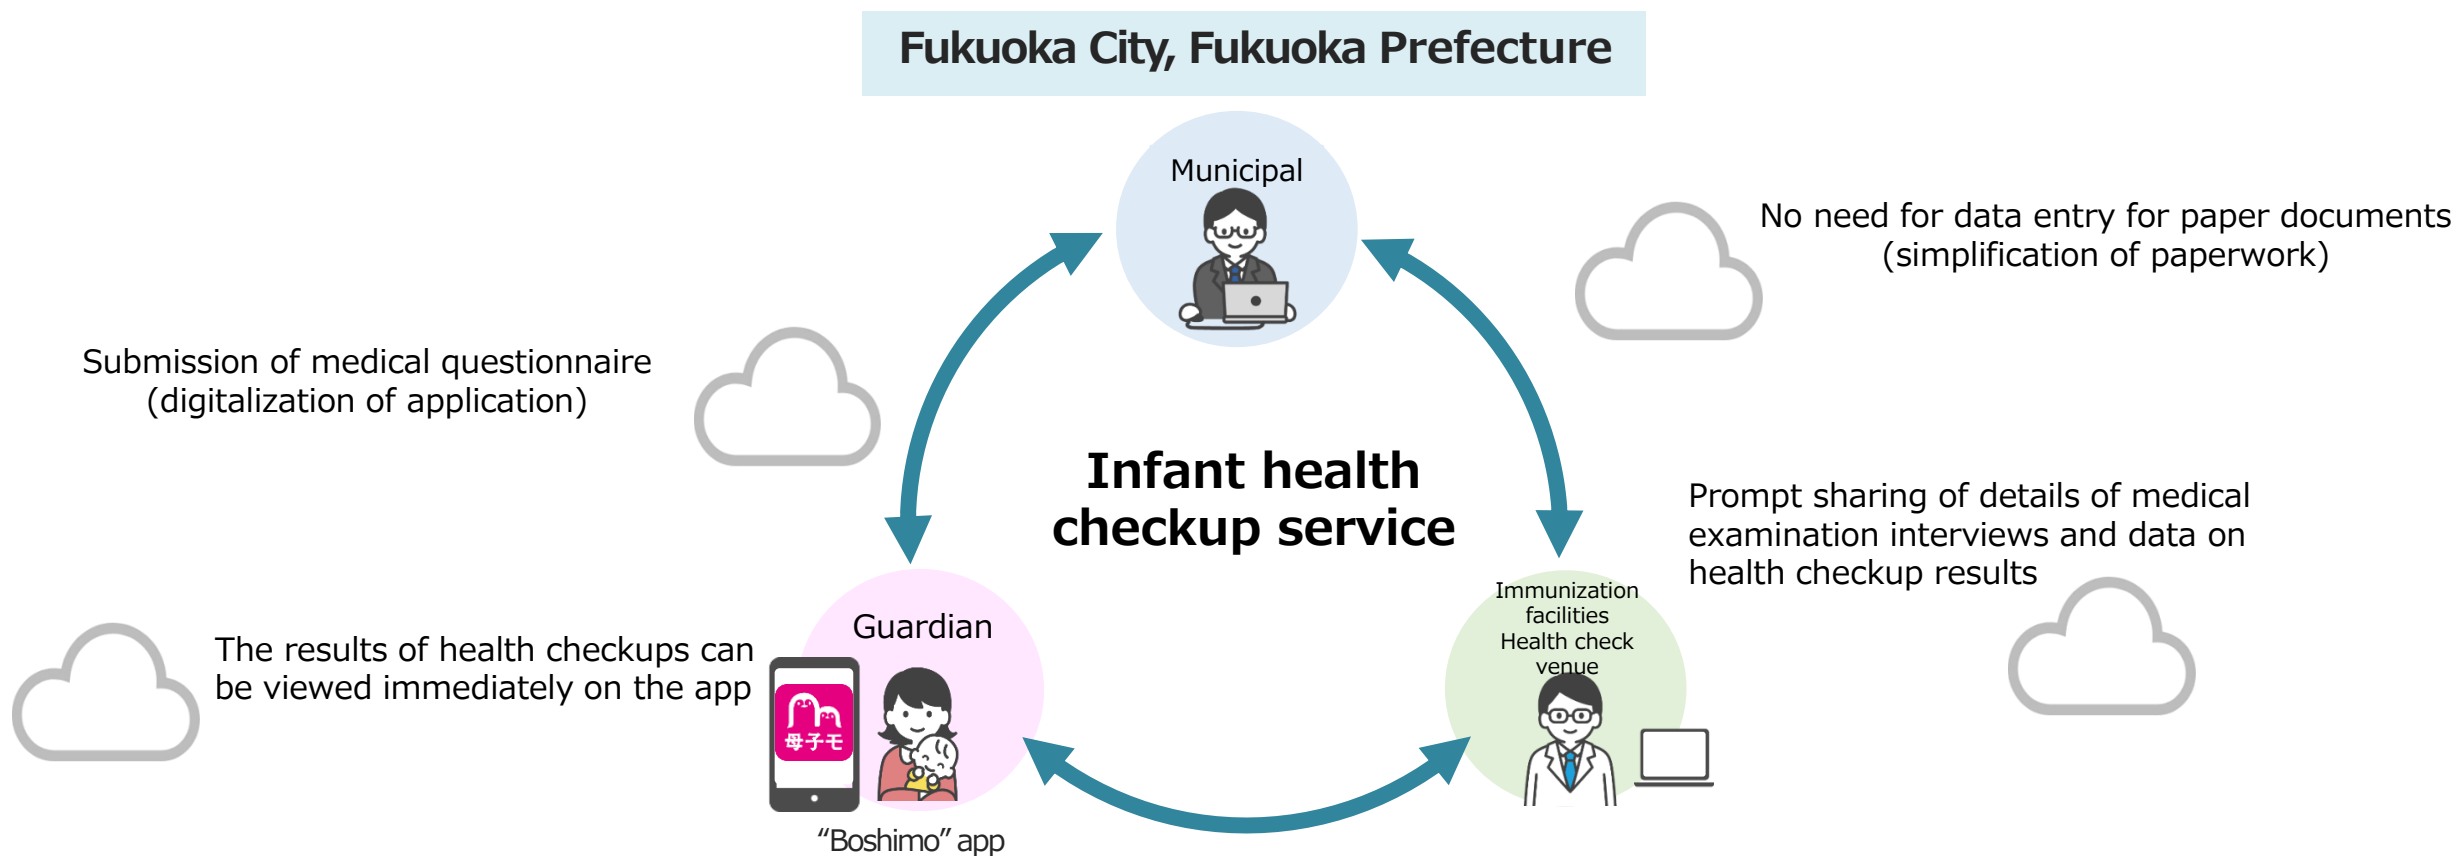 Fukuoka City, Fukuoka Prefecture
Municipal
No need for data entry for paper documents
(simplification of paperwork)
Submission of medical questionnaire
(digitalization of application)
Infant health
checkup service
Prompt sharing of details of medical
examination interviews and data on
health checkup results
Immunization
facilities
Health check
venue
Guardian
The results of health checkups can
be viewed immediately on the app
母子モ
“Boshimo” app